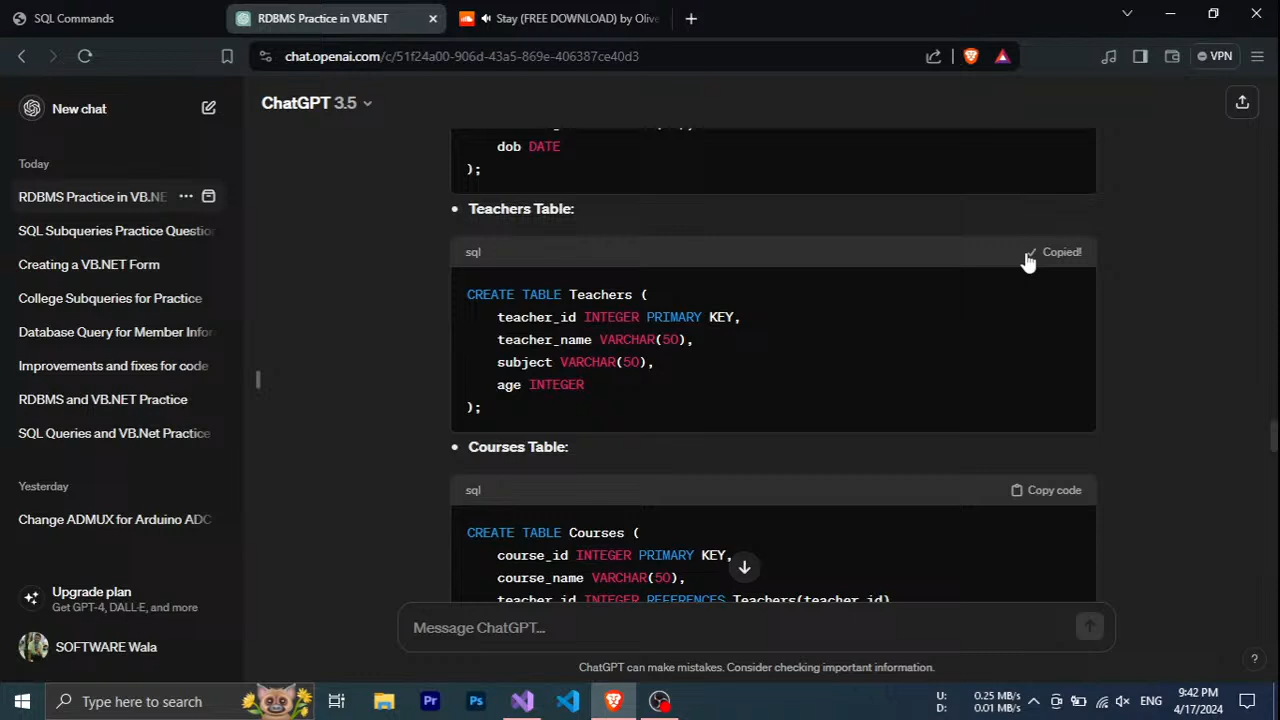 SQL Commands
RDBMS Practice in VB.NET
Stay (FREE DOWNLOAD) by Olive
chat.openai.com/c/51f24a00-906d-43a5-869e-406387ce40d3
VPN
New chat
ChatGPT 3.5
Today
RDBMS Practice in VB.NE
SQL Subqueries Practice Questio
Creating a VB.NET Form
College Subqueries for Practice
Database Query for Member Infor
Improvements and fixes for code
RDBMS and VB.NET Practice
SQL Queries and VB.Net Practice
Yesterday
Change ADMUX for Arduino ADC
Upgrade plan
Get GPT-4, DALL-E, and more
SOFTWARE Wala
dob DATE
);
Teachers Table:
sql
Copied!
CREATE TABLE Teachers (
teacher_id INTEGER PRIMARY KEY,
teacher_name VARCHAR(50),
subject VARCHAR(50),
age INTEGER
);
Courses Table:
sql
Copy code
CREATE TABLE Courses (
course_id INTEGER PRIMARY KEY,
course_name VARCHAR(50),
teacher_id INTEGER REFERENCES Teachers(teacher_id)
Message ChatGPT...
ChatGPT can make mistakes. Consider checking important information.
?
Type here to search
Pr
Ps
U: 0.25 MB/s
D: 0.01 MB/s
ENG
9:42 PM
4/17/2024